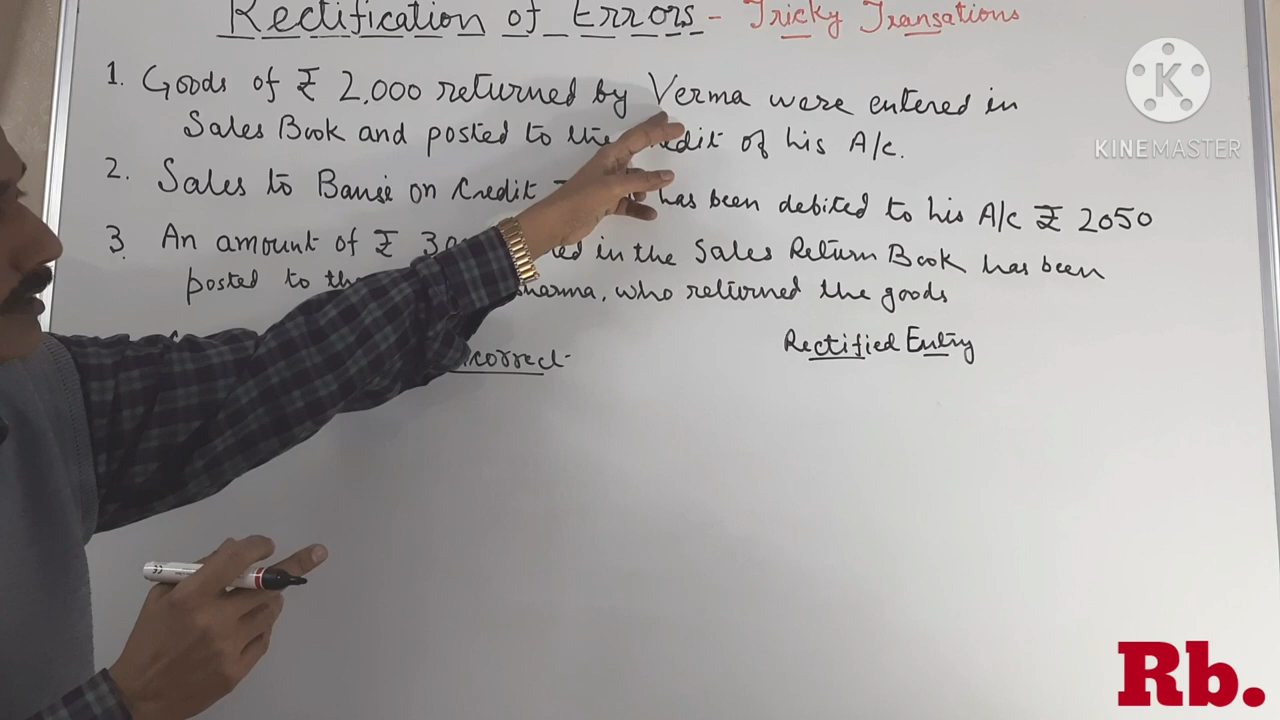 Rectification of Errors - Tricky Transations
1. Goods of ₹ 2,000 returned by Verma were entered in
Sales Book and posted to the credit of his A/c.
2. Sales to Bansi on Credit has been debited to his A/c ₹ 2050
3. An amount of ₹ 30 in the Sales Return Book has been
posted to the Sharma, who returned the goods
Incorrect
Rectified Entry
K
KINEMASTER
Rb.